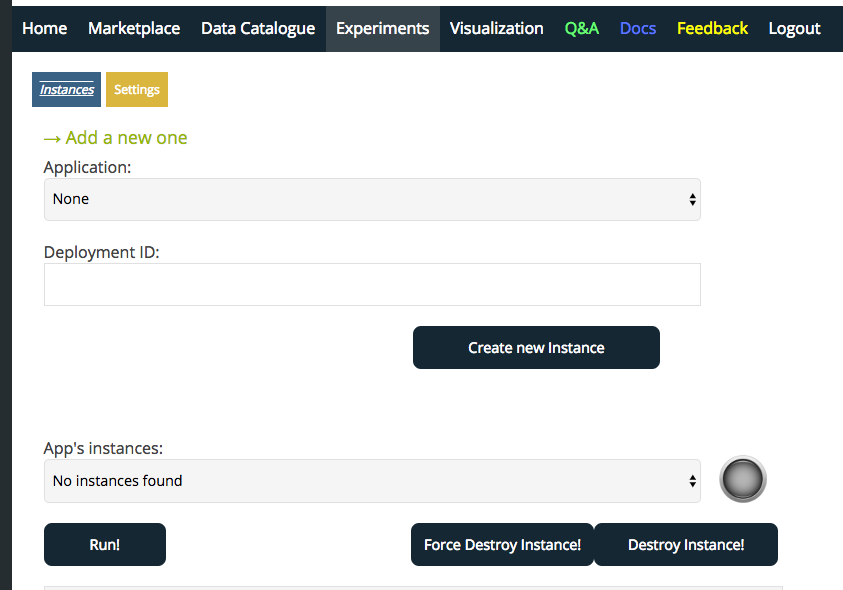 Home Marketplace Data Catalogue Experiments Visualization Q&A Docs Feedback Logout
Instances Settings
→ Add a new one
Application:
None
Deployment ID:
Create new Instance
App's instances:
No instances found
Run! Force Destroy Instance! Destroy Instance!